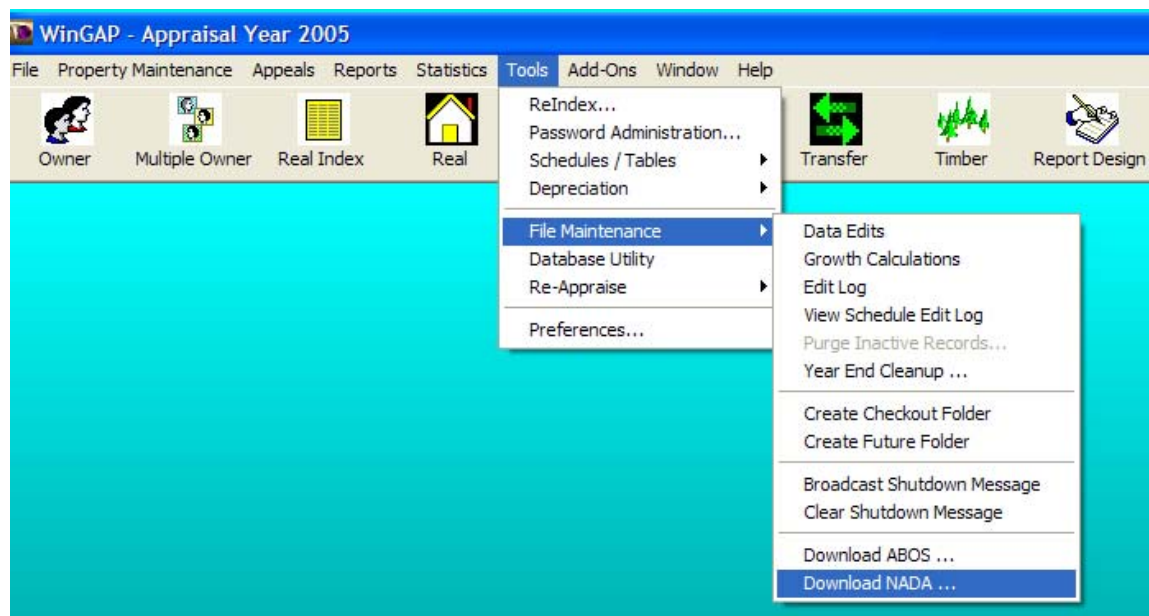 WinGAP - Appraisal Year 2005
File Property Maintenance Appeals Reports Statistics Tools Add-Ons Window Help
Owner Multiple Owner Real Index Real Transfer Timber Report Design
ReIndex...
Password Administration...
Schedules / Tables
Depreciation
File Maintenance
Database Utility
Re-Appraise
Preferences...
Data Edits
Growth Calculations
Edit Log
View Schedule Edit Log
Purge Inactive Records...
Year End Cleanup ...
Create Checkout Folder
Create Future Folder
Broadcast Shutdown Message
Clear Shutdown Message
Download ABOS ...
Download NADA ...